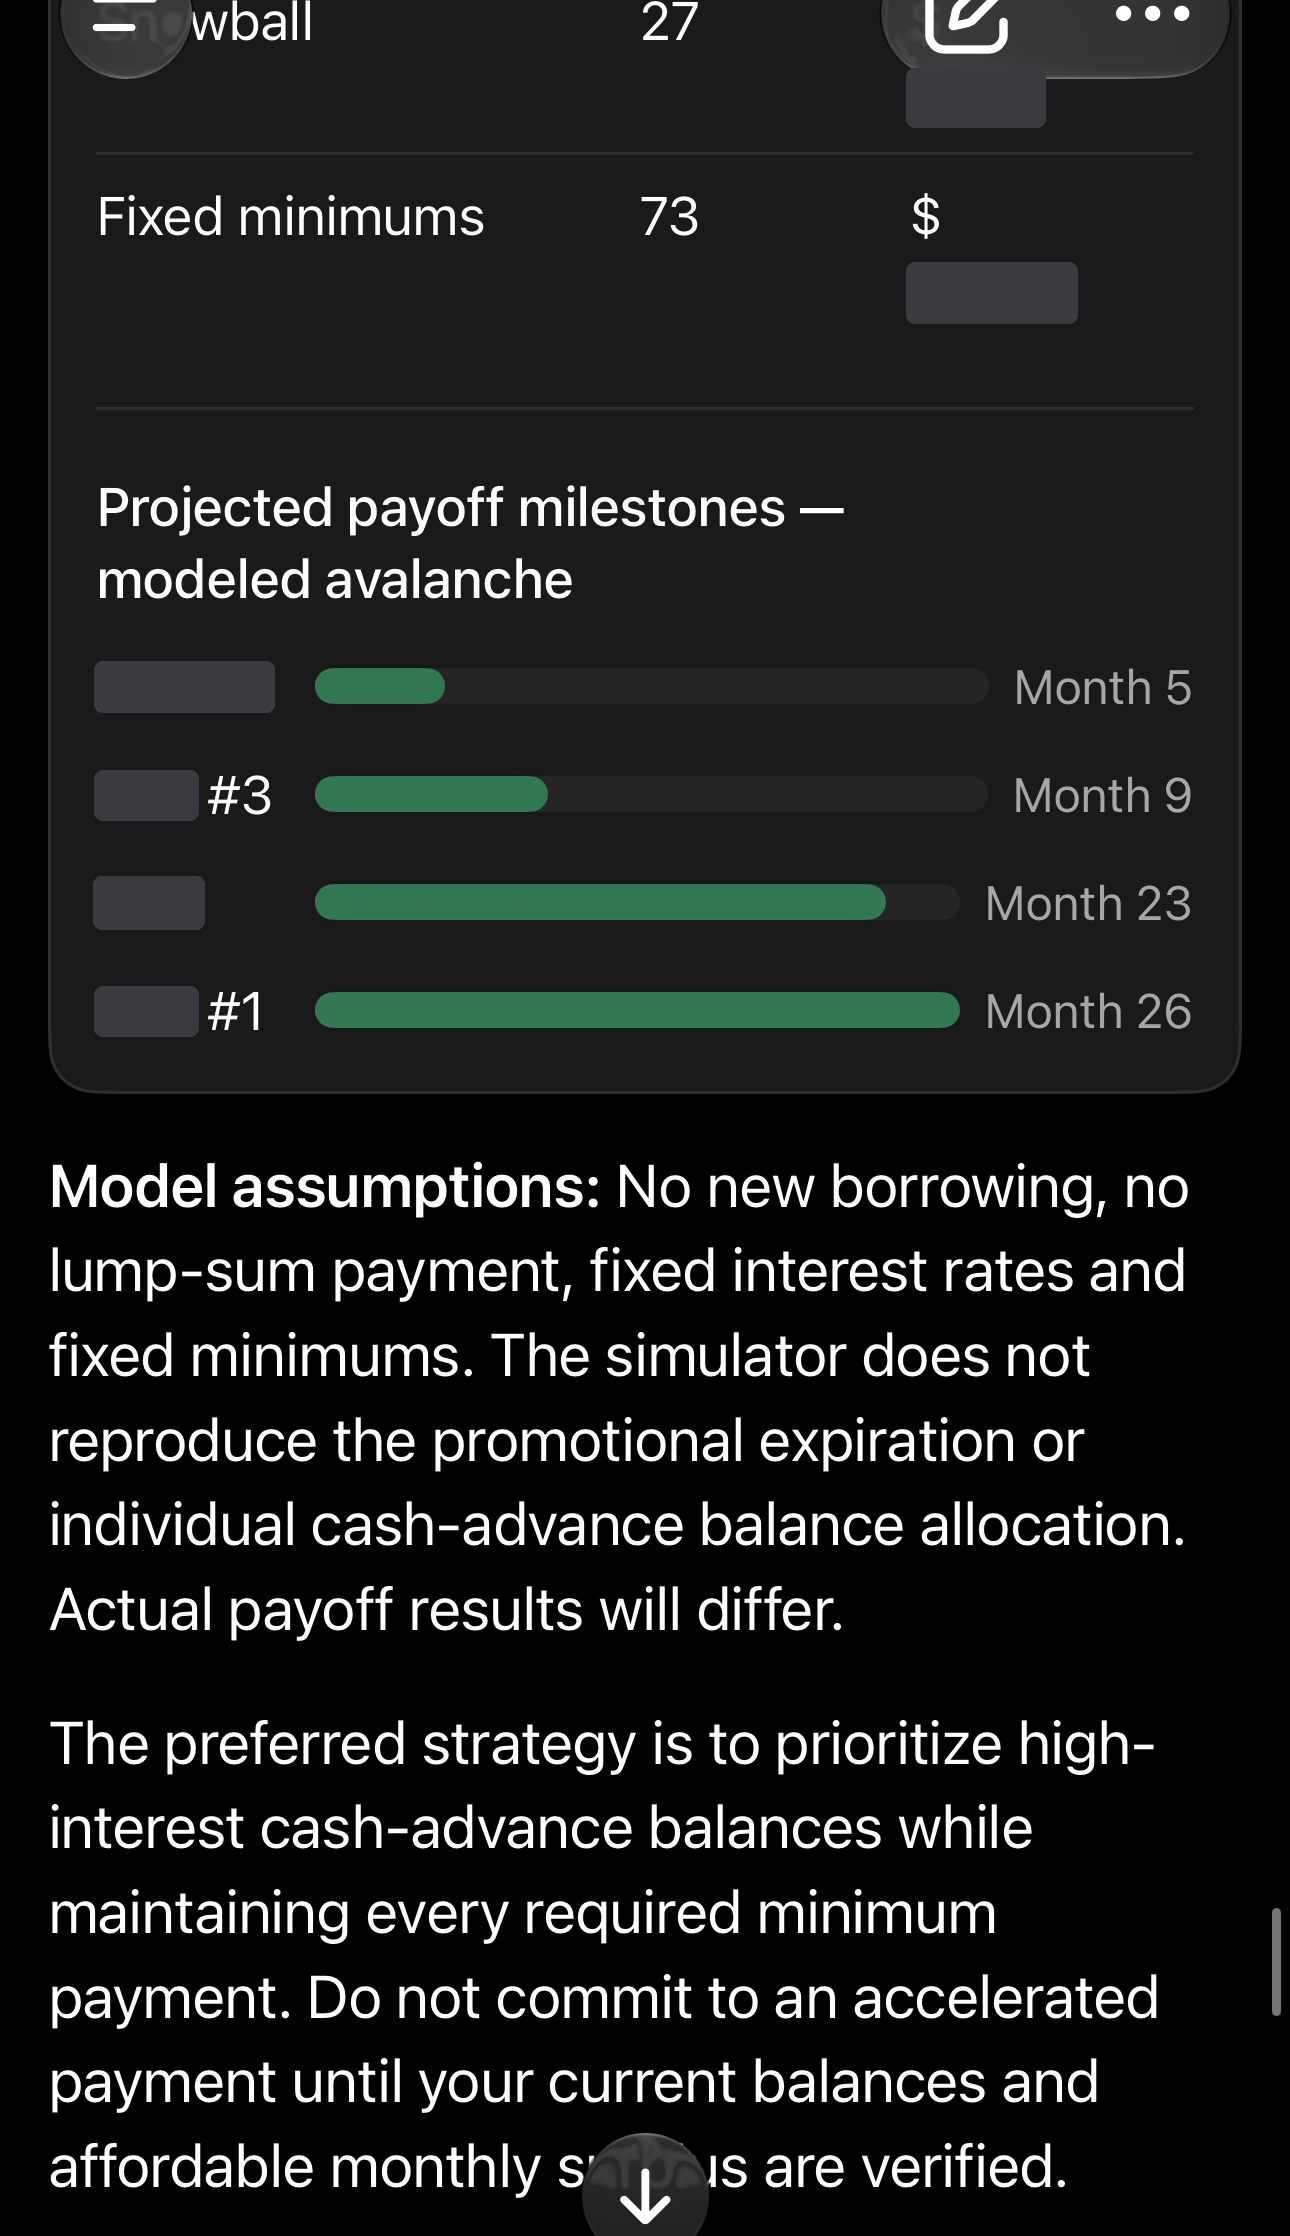 wball 27
Fixed minimums 73 $
Projected payoff milestones —
modeled avalanche
Month 5
#3 Month 9
Month 23
#1 Month 26
Model assumptions: No new borrowing, no
lump-sum payment, fixed interest rates and
fixed minimums. The simulator does not
reproduce the promotional expiration or
individual cash-advance balance allocation.
Actual payoff results will differ.
The preferred strategy is to prioritize high-
interest cash-advance balances while
maintaining every required minimum
payment. Do not commit to an accelerated
payment until your current balances and
affordable monthly are verified.